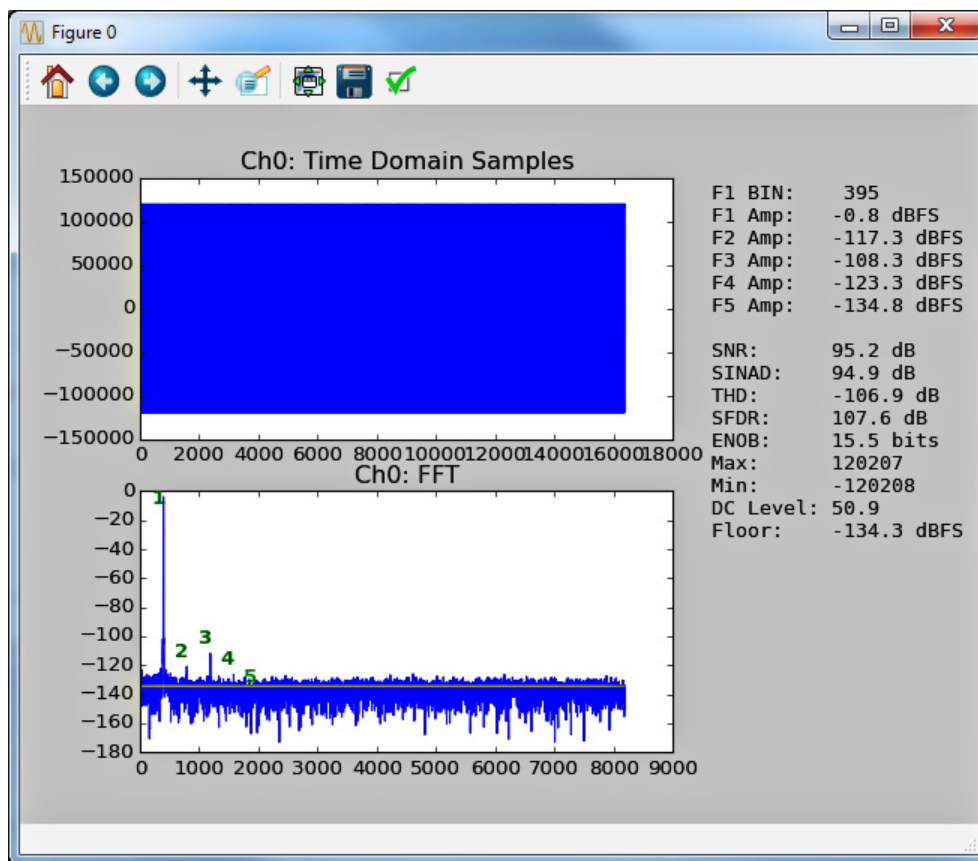 Figure 0
Ch0: Time Domain Samples
150000
100000
50000
0
−50000
−100000
−150000
0 2000 4000 6000 8000 10000 12000 14000 16000 18000
Ch0: FFT
0
−20
−40
−60
−80
−100
−120
−140
−160
−180
1
2
3
4
5
0 1000 2000 3000 4000 5000 6000 7000 8000 9000
F1 BIN: 395
F1 Amp: -0.8 dBFS
F2 Amp: -117.3 dBFS
F3 Amp: -108.3 dBFS
F4 Amp: -123.3 dBFS
F5 Amp: -134.8 dBFS
SNR: 95.2 dB
SINAD: 94.9 dB
THD: -106.9 dB
SFDR: 107.6 dB
ENOB: 15.5 bits
Max: 120207
Min: -120208
DC Level: 50.9
Floor: -134.3 dBFS